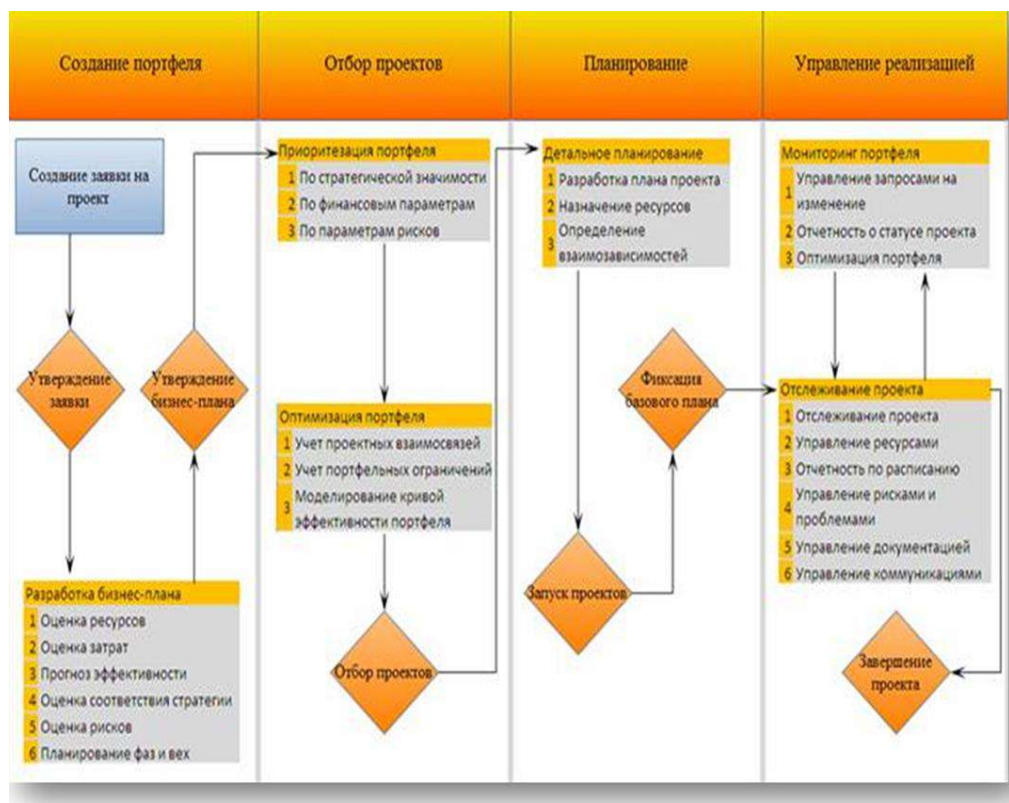 Создание портфеля
Отбор проектов
Планирование
Управление реализацией
Создание заявки на
проект
Утверждение
заявки
Утверждение
бизнес-плана
Разработка бизнес-плана
1 Оценка ресурсов
2 Оценка затрат
3 Прогноз эффективности
4 Оценка соответствия стратегии
5 Оценка рисков
6 Планирование фаз и вех
Приоритезация портфеля
1 По стратегической значимости
2 По финансовым параметрам
3 По параметрам рисков
Оптимизация портфеля
1 Учет проектных взаимосвязей
2 Учет портфельных ограничений
3 Моделирование кривой
эффективности портфеля
Отбор проектов
Детальное планирование
1 Разработка плана проекта
2 Назначение ресурсов
3 Определение
взаимозависимостей
Запуск проектов
Фиксация
базового плана
Мониторинг портфеля
1 Управление запросами на
изменение
2 Отчетность о статусе проекта
3 Оптимизация портфеля
Отслеживание проекта
1 Отслеживание проекта
2 Управление ресурсами
3 Отчетность по расписанию
4 Управление рисками и
проблемами
5 Управление документацией
6 Управление коммуникациями
Завершение
проекта